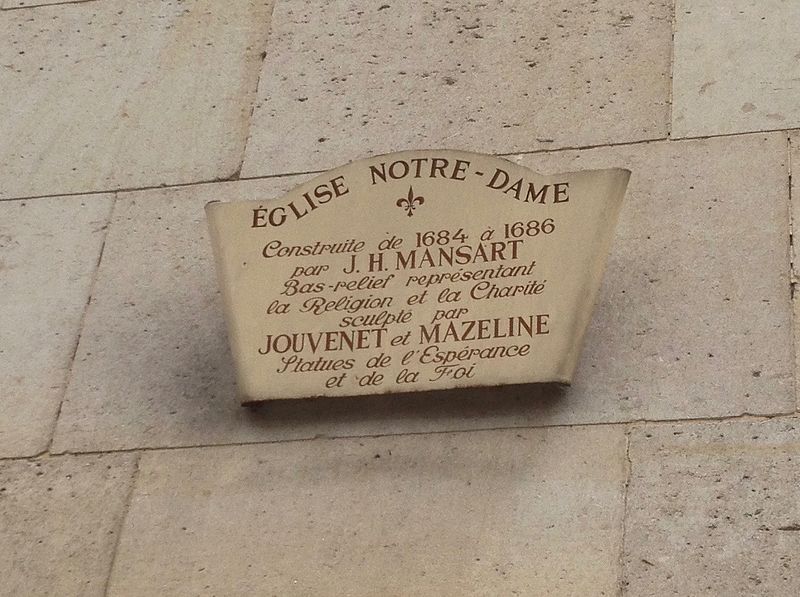 ÉGLISE NOTRE-DAME
Construite de 1684 à 1686
par J. H. MANSART
Bas-relief représentant
la Religion et la Charité
sculpté par
JOUVENET et MAZELINE
Statues de l'Espérance
et de la Foi